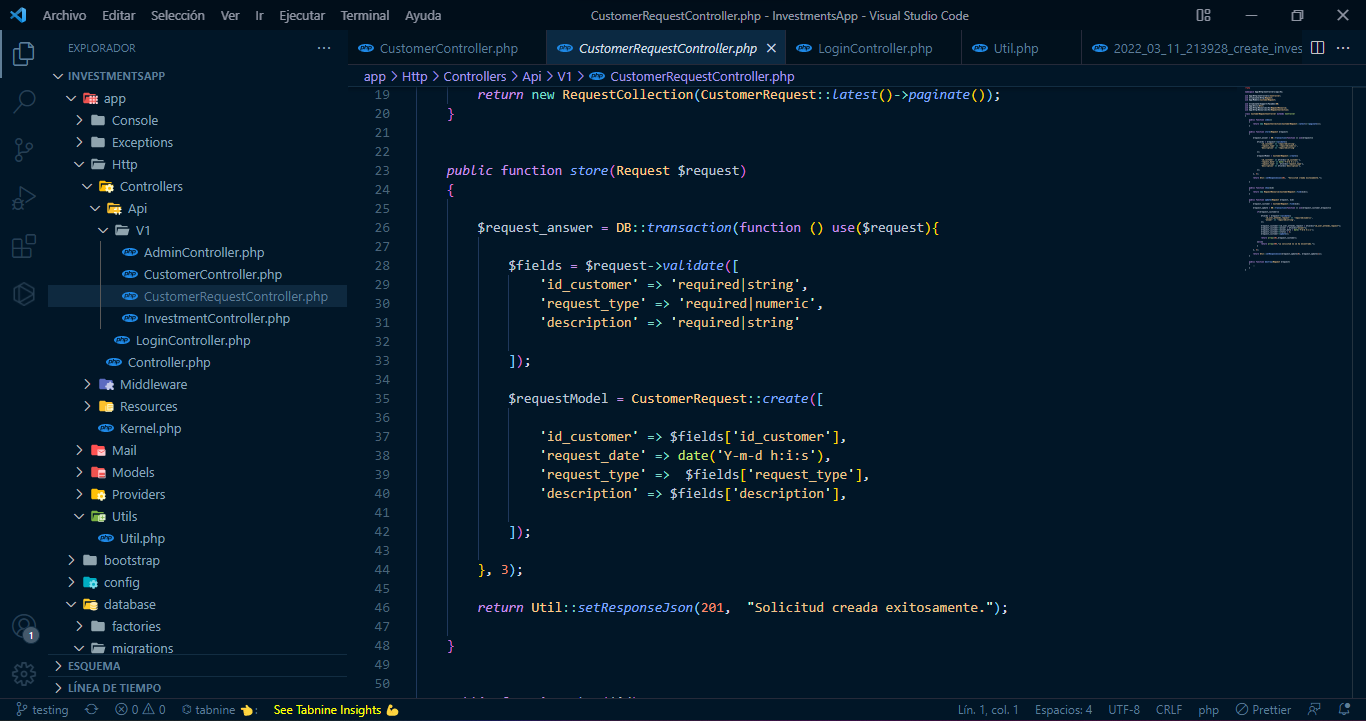 Archivo Editar Selección Ver Ir Ejecutar Terminal Ayuda
CustomerRequestController.php - InvestmentsApp - Visual Studio Code
EXPLORADOR
INVESTMENTSAPP
app
Console
Exceptions
Http
Controllers
Api
V1
AdminController.php
CustomerController.php
CustomerRequestController.php
InvestmentController.php
LoginController.php
Controller.php
Middleware
Resources
Kernel.php
Mail
Models
Providers
Utils
Util.php
bootstrap
config
database
factories
migrations
ESQUEMA
LÍNEA DE TIEMPO
CustomerController.php CustomerRequestController.php LoginController.php Util.php 2022_03_11_213928_create_inves
app > Http > Controllers > Api > V1 > CustomerRequestController.php
19 return new RequestCollection(CustomerRequest::latest()->paginate());
20 }
21
22
23 public function store(Request $request)
24 {
25
26 $request_answer = DB::transaction(function () use($request){
27
28 $fields = $request->validate([
29 'id_customer' => 'required|string',
30 'request_type' => 'required|numeric',
31 'description' => 'required|string'
32
33 ]);
34
35 $requestModel = CustomerRequest::create([
36
37 'id_customer' => $fields['id_customer'],
38 'request_date' => date('Y-m-d h:i:s'),
39 'request_type' =>  $fields['request_type'],
40 'description' => $fields['description'],
41
42 ]);
43
44 }, 3);
45
46 return Util::setResponseJson(201,  "Solicitud creada exitosamente.");
47
48 }
49
50
1
testing 0 0 tabnine : See Tabnine Insights Lín. 1, col. 1 Espacios: 4 UTF-8 CRLF php Prettier